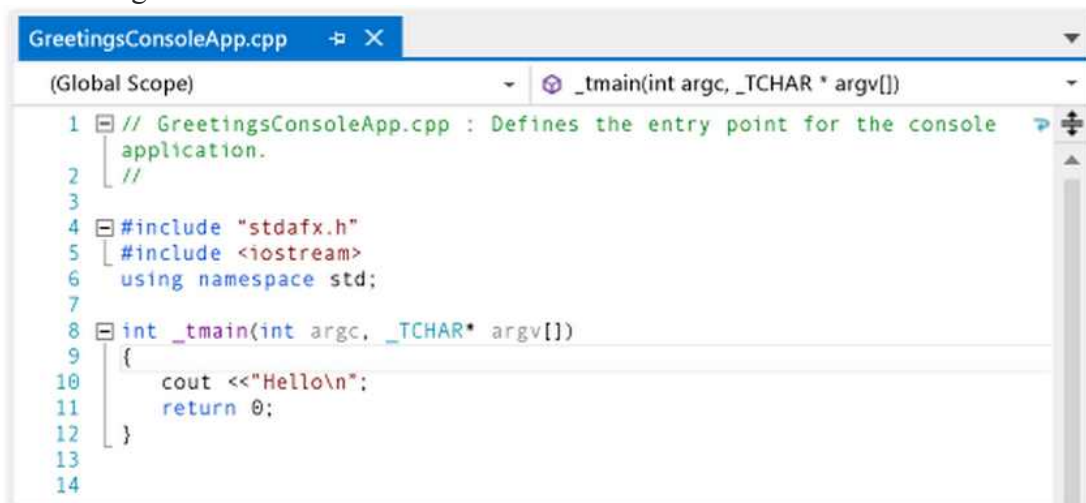 GreetingsConsoleApp.cpp
(Global Scope) _tmain(int argc, _TCHAR * argv[])
1 // GreetingsConsoleApp.cpp : Defines the entry point for the console
application.
2 //
3
4 #include "stdafx.h"
5 #include <iostream>
6 using namespace std;
7
8 int _tmain(int argc, _TCHAR* argv[])
9 {
10 cout <<"Hello\n";
11 return 0;
12 }
13
14